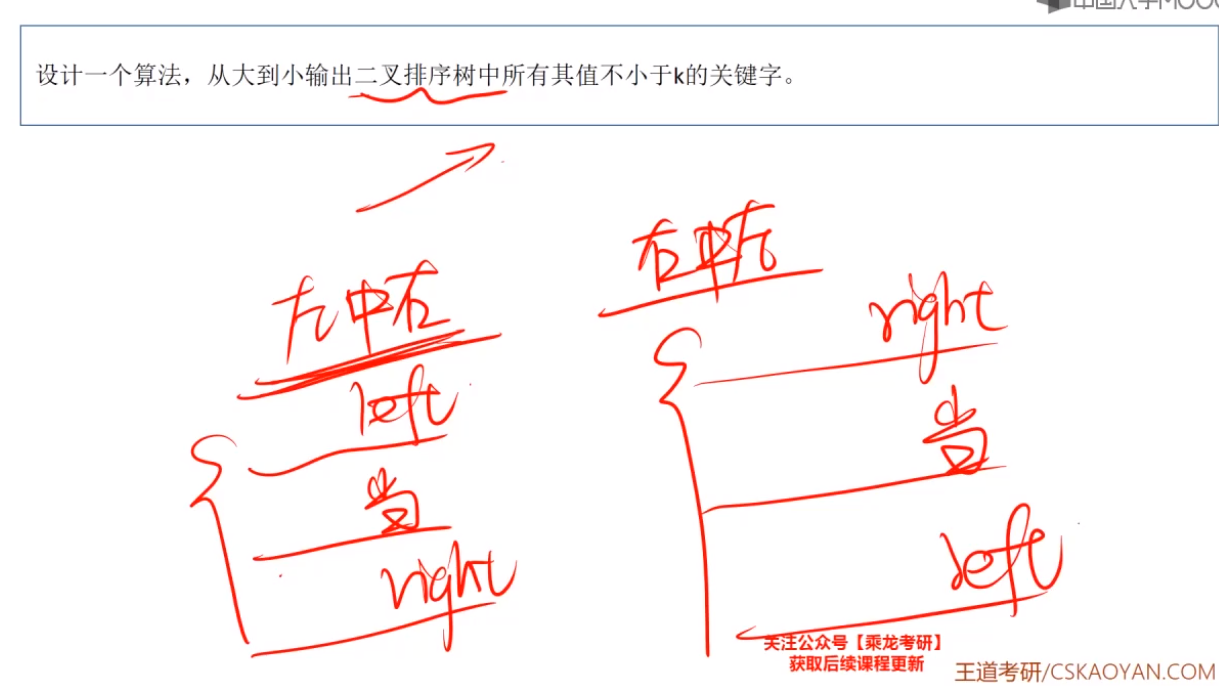 中国大学MOOC
设计一个算法，从大到小输出二叉排序树中所有其值不小于k的关键字。
左中右
left
当
right
右中左
right
当
left
关注公众号【乘龙考研】
获取后续课程更新
王道考研/CSKAOYAN.COM